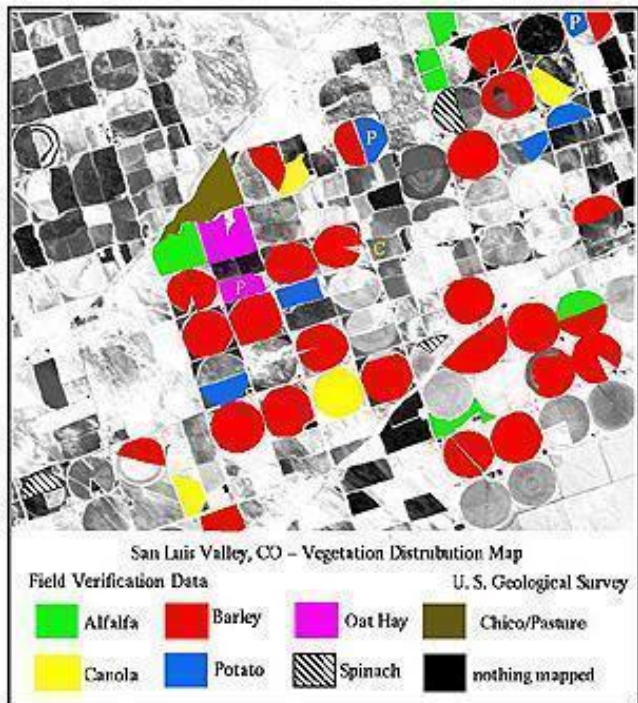 P
P
C
P
San Luis Valley, CO – Vegetation Distrubution Map
Field Verification Data U. S. Geological Survey
Alfalfa Barley Oat Hay Chico/Pasture
Canola Potato Spinach nothing mapped